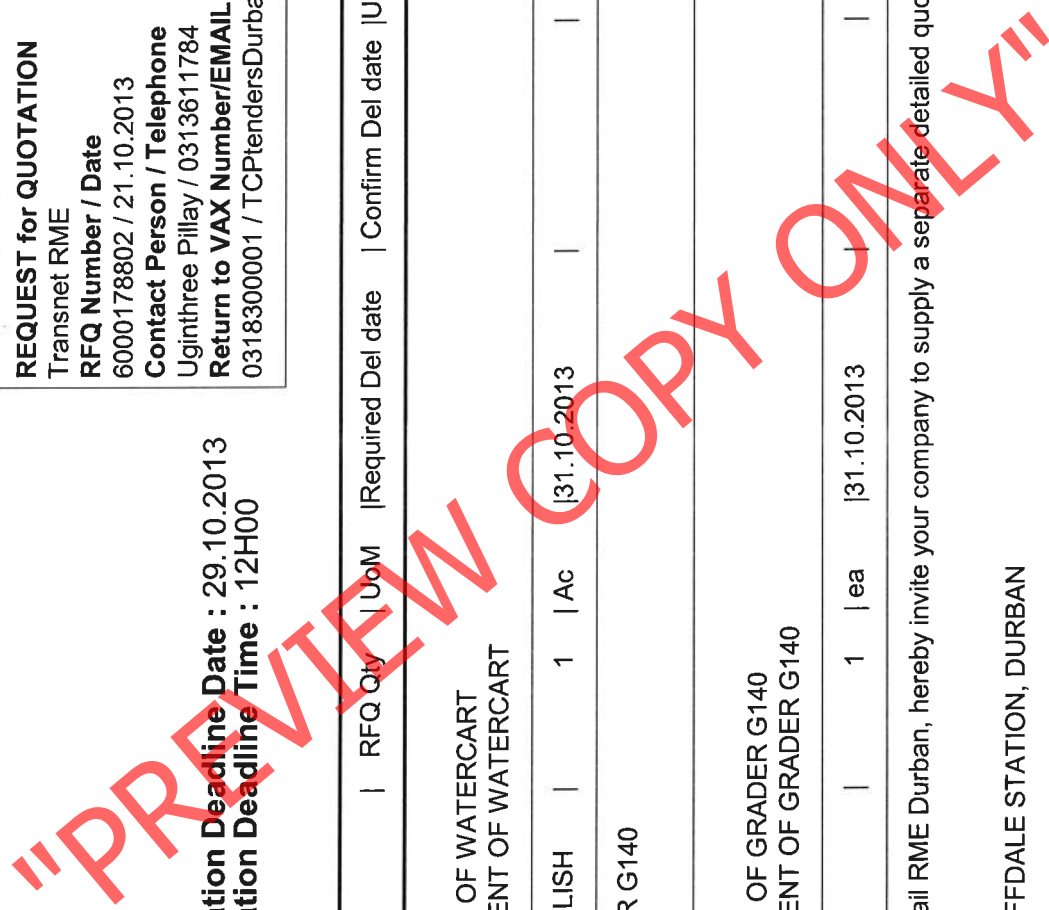 REQUEST for QUOTATION
Transnet RME
RFQ Number / Date
6000178802 / 21.10.2013
Contact Person / Telephone
Uginthree Pillay / 0313611784
Return to VAX Number/EMAIL
0318300001 / TCPtendersDurba
tion Deadline Date : 29.10.2013
tion Deadline Time : 12H00
| RFQ Qty | UoM |Required Del date | Confirm Del date |U
OF WATERCART
ENT OF WATERCART
LISH | 1 | Ac |31.10.2013 | |
R G140
OF GRADER G140
ENT OF GRADER G140
| 1 | ea |31.10.2013 | |
ail RME Durban, hereby invite your company to supply a separate detailed quo
FFDALE STATION, DURBAN
"PREVIEW COPY ONLY"